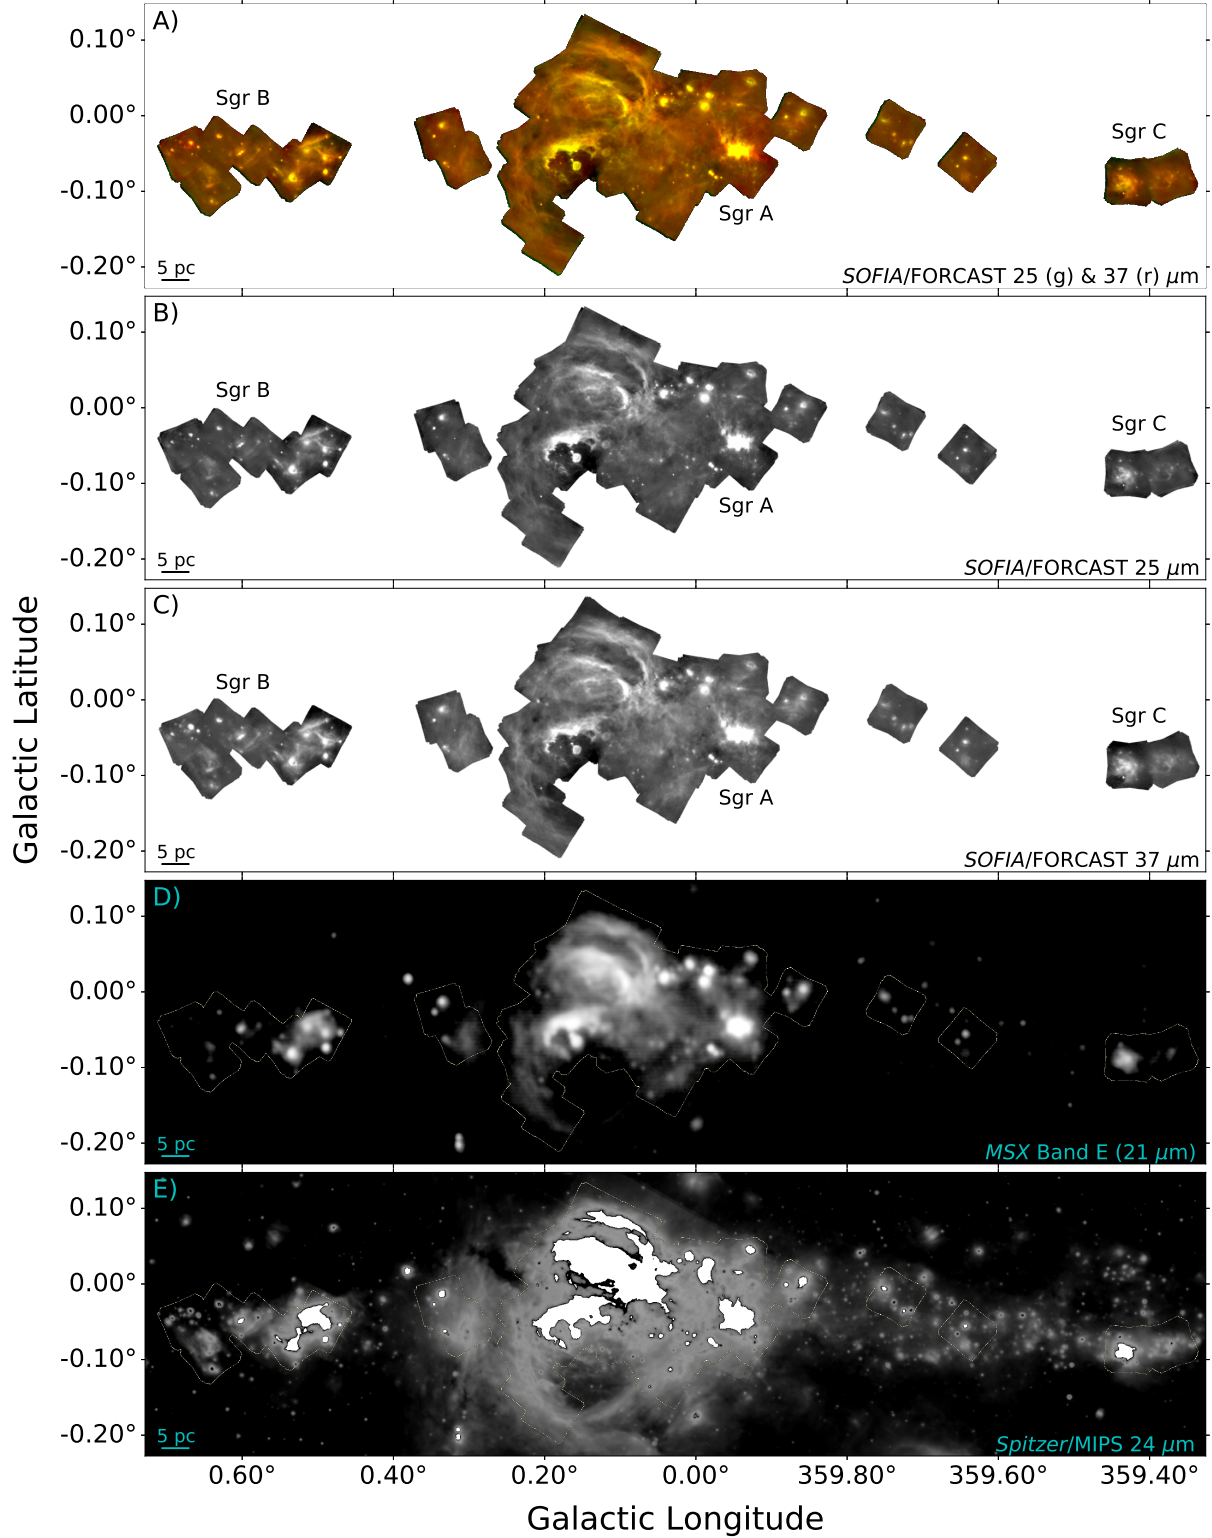 A)
0.10°
0.00°
-0.10°
-0.20°
Sgr B
Sgr A
Sgr C
5 pc
SOFIA/FORCAST 25 (g) & 37 (r) μm
B)
0.10°
0.00°
-0.10°
-0.20°
Sgr B
Sgr A
Sgr C
5 pc
SOFIA/FORCAST 25 μm
C)
0.10°
0.00°
-0.10°
-0.20°
Sgr B
Sgr A
Sgr C
5 pc
SOFIA/FORCAST 37 μm
D)
0.10°
0.00°
-0.10°
-0.20°
5 pc
MSX Band E (21 μm)
E)
0.10°
0.00°
-0.10°
-0.20°
5 pc
Spitzer/MIPS 24 μm
0.60° 0.40° 0.20° 0.00° 359.80° 359.60° 359.40°
Galactic Longitude
Galactic Latitude